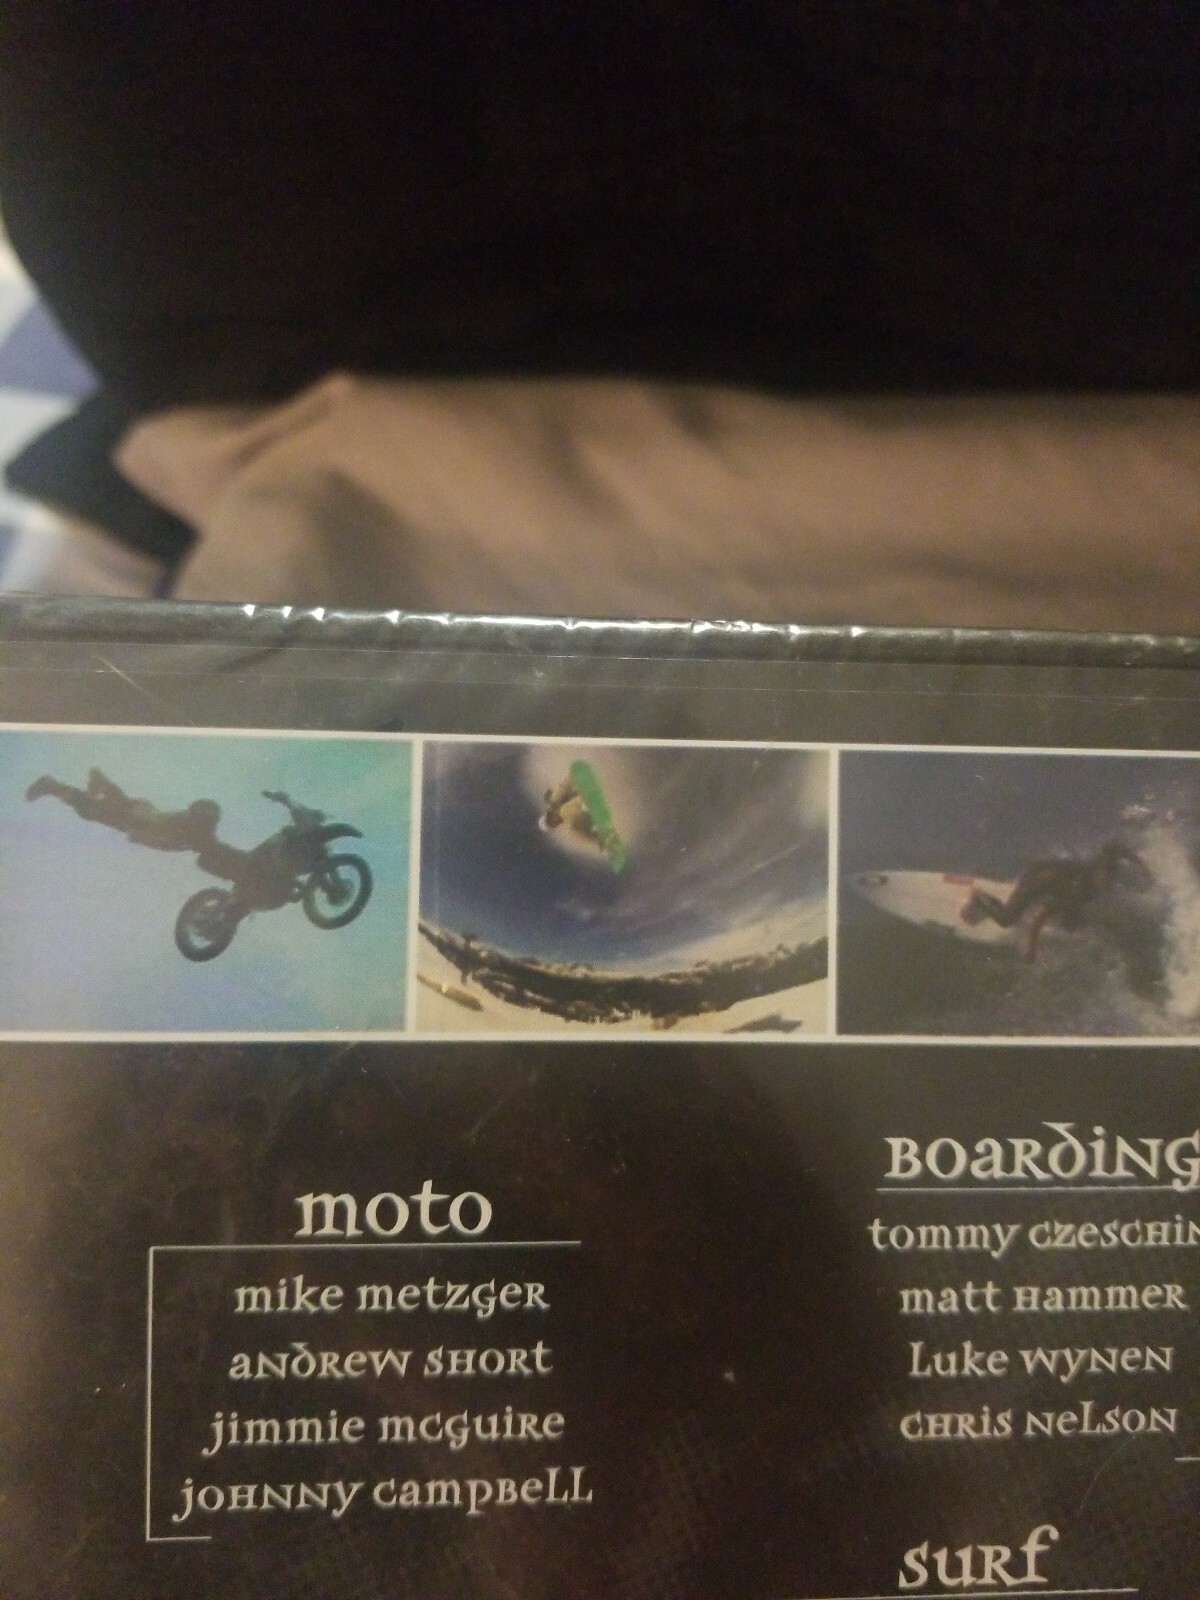 moto
mike metzger
andrew short
jimmie mcguire
johnny campbell
Boarding
tommy czeschin
matt hammer
Luke wynen
chris nelson
surf